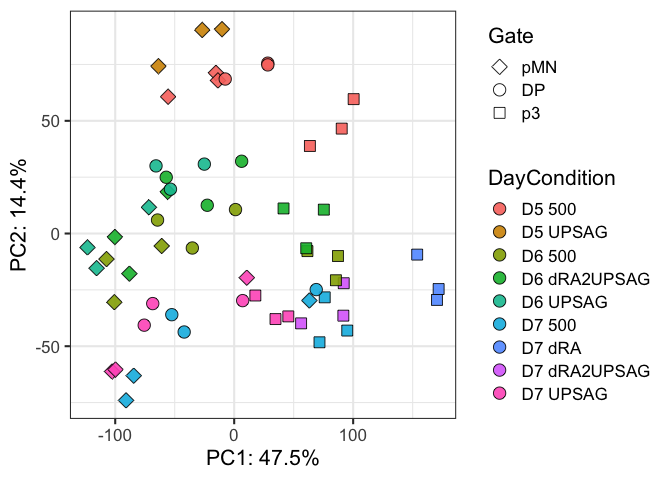 Gate
pMN
DP
p3
DayCondition
D5 500
D5 UPSAG
D6 500
D6 dRA2UPSAG
D6 UPSAG
D7 500
D7 dRA
D7 dRA2UPSAG
D7 UPSAG
PC2: 14.4%
50
0
-50
-100
0
100
PC1: 47.5%